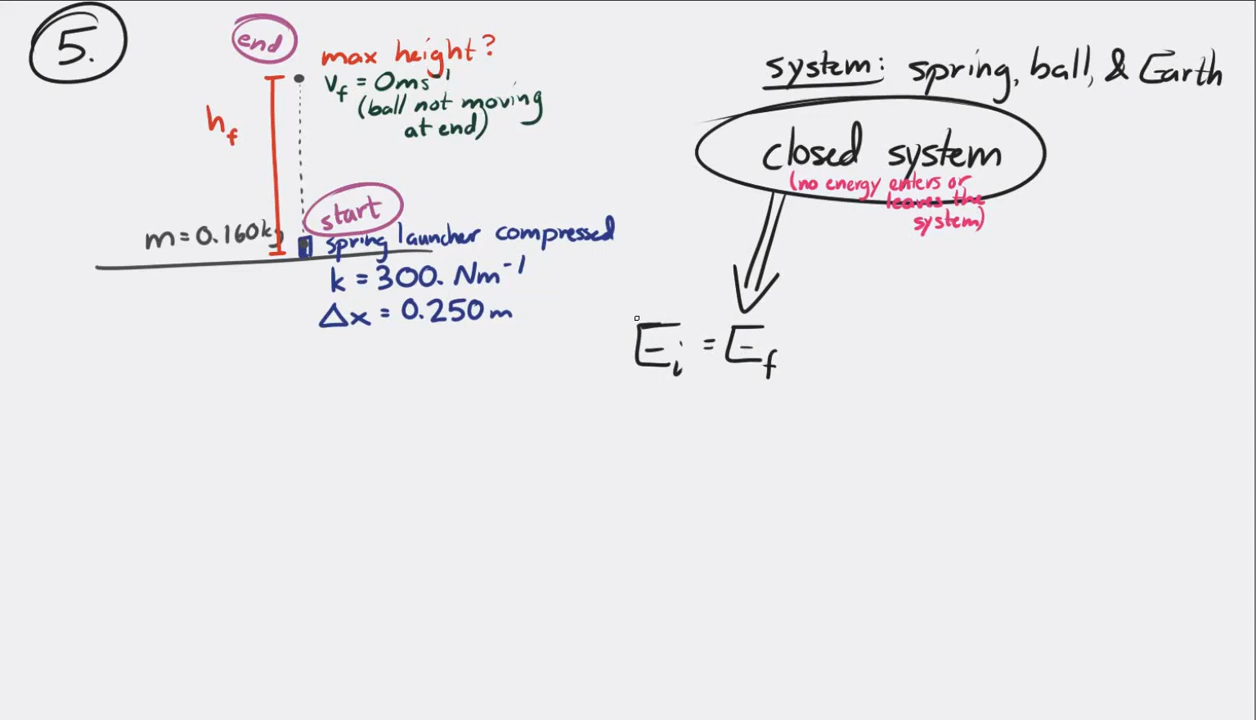 5.
end
max height?
v_f = 0ms⁻¹
(ball not moving
at end)
h_f
start
m = 0.160kg
spring launcher compressed
k = 300. Nm⁻¹
Δx = 0.250 m
system: spring, ball, & Earth
closed system
(no energy enters or
leaves the
system)
E_i = E_f